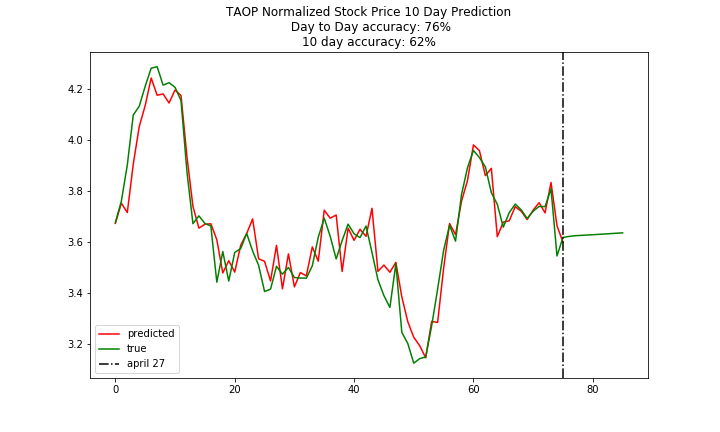 TAOP Normalized Stock Price 10 Day Prediction
Day to Day accuracy: 76%
10 day accuracy: 62%
4.2
4.0
3.8
3.6
3.4
3.2
predicted
true
april 27
0 20 40 60 80